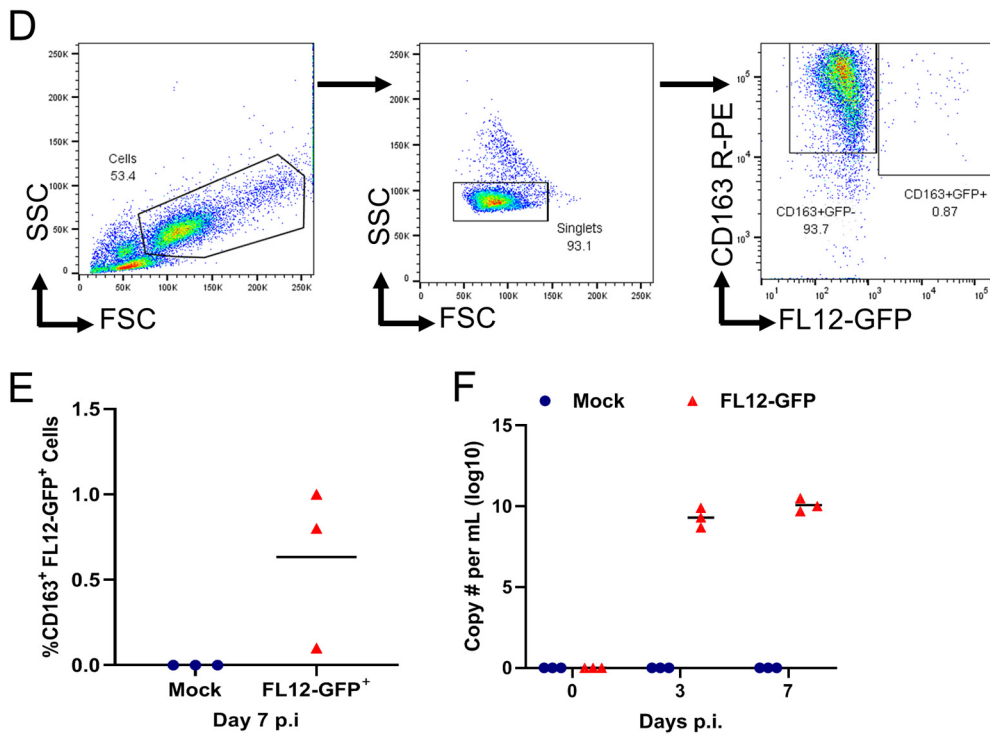 D
SSC
250K
200K
150K
100K
50K
0
Cells
53.4
0
50K
100K
150K
200K
250K
FSC
SSC
250K
200K
150K
100K
50K
0
Singlets
93.1
0
50K
100K
150K
200K
250K
FSC
CD163 R-PE
10^5
10^4
10^3
CD163+GFP-
93.7
CD163+GFP+
0.87
10^1
10^2
10^3
10^4
10^5
FL12-GFP
E
%CD163+ FL12-GFP+ Cells
1.5
1.0
0.5
0.0
Mock
FL12-GFP+
Day 7 p.i
F
Mock
FL12-GFP
Copy # per mL (log10)
15
10
5
0
0
3
7
Days p.i.